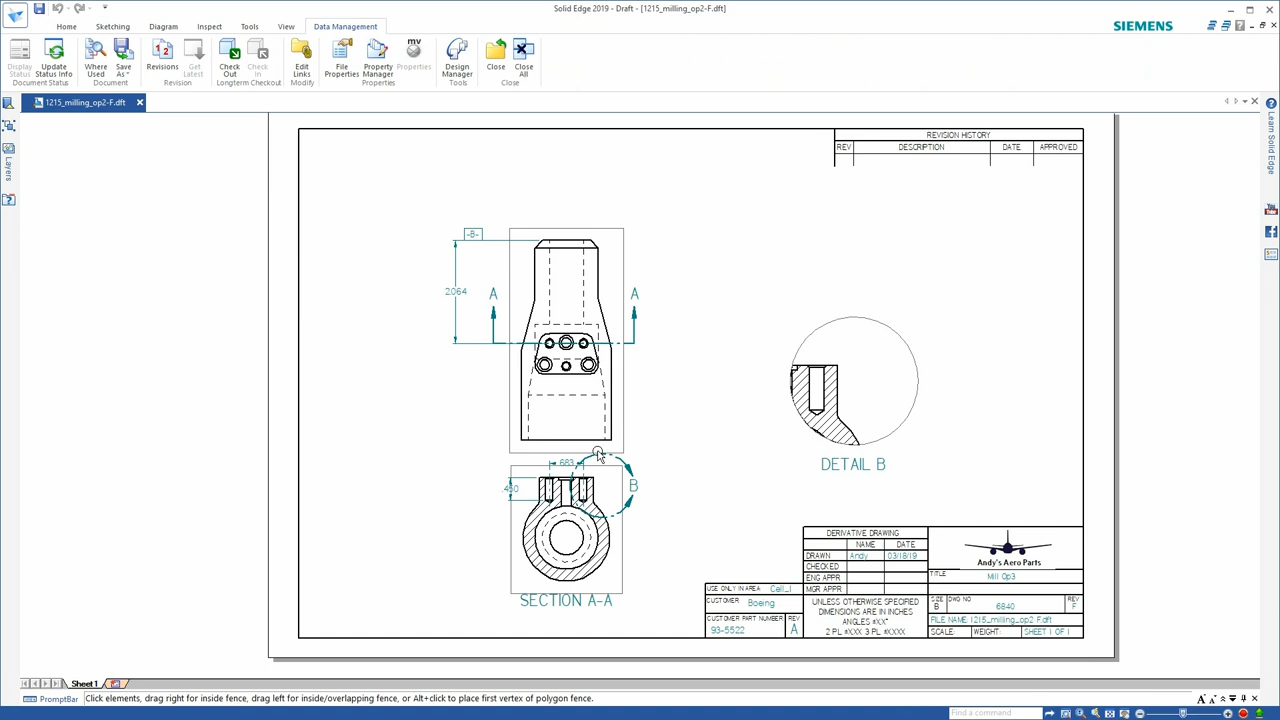 Solid Edge 2019 - Draft - [1215_milling_op2-F.dft]
Home Sketching Diagram Inspect Tools View Data Management
SIEMENS
Display Status
Update Status Info
Where Used
Save As
Revisions
Get Latest
Check Out
Check In
Edit Links
File Properties
Property Manager
mv
Properties
Design Manager
Close
Close All
Document Status Document Revision Longterm Checkout Modify Properties Tools Close
1215_milling_op2-F.dft
Layers
Learn Solid Edge
REVISION HISTORY
REV DESCRIPTION DATE APPROVED
-B-
2.064
A A
.683
.450
B
SECTION A-A
DETAIL B
DERIVATIVE DRAWING
NAME DATE
DRAWN Andy 03/18/19
CHECKED
ENG APPR
MGR APPR
Andy's Aero Parts
TITLE
Mill Op3
USE ONLY IN AREA Cell_1
CUSTOMER Boeing
CUSTOMER PART NUMBER REV
93-5522 A
UNLESS OTHERWISE SPECIFIED
DIMENSIONS ARE IN INCHES
ANGLES ±X.X°
2 PL ±X.XX 3 PL ±X.XXX
SIZE DWG NO REV
B 6840 F
FILE NAME: 1215_milling_op2 F.dft
SCALE: WEIGHT: SHEET 1 OF 1
Sheet1
PromptBar Click elements, drag right for inside fence, drag left for inside/overlapping fence, or Alt+click to place first vertex of polygon fence.
Find a command